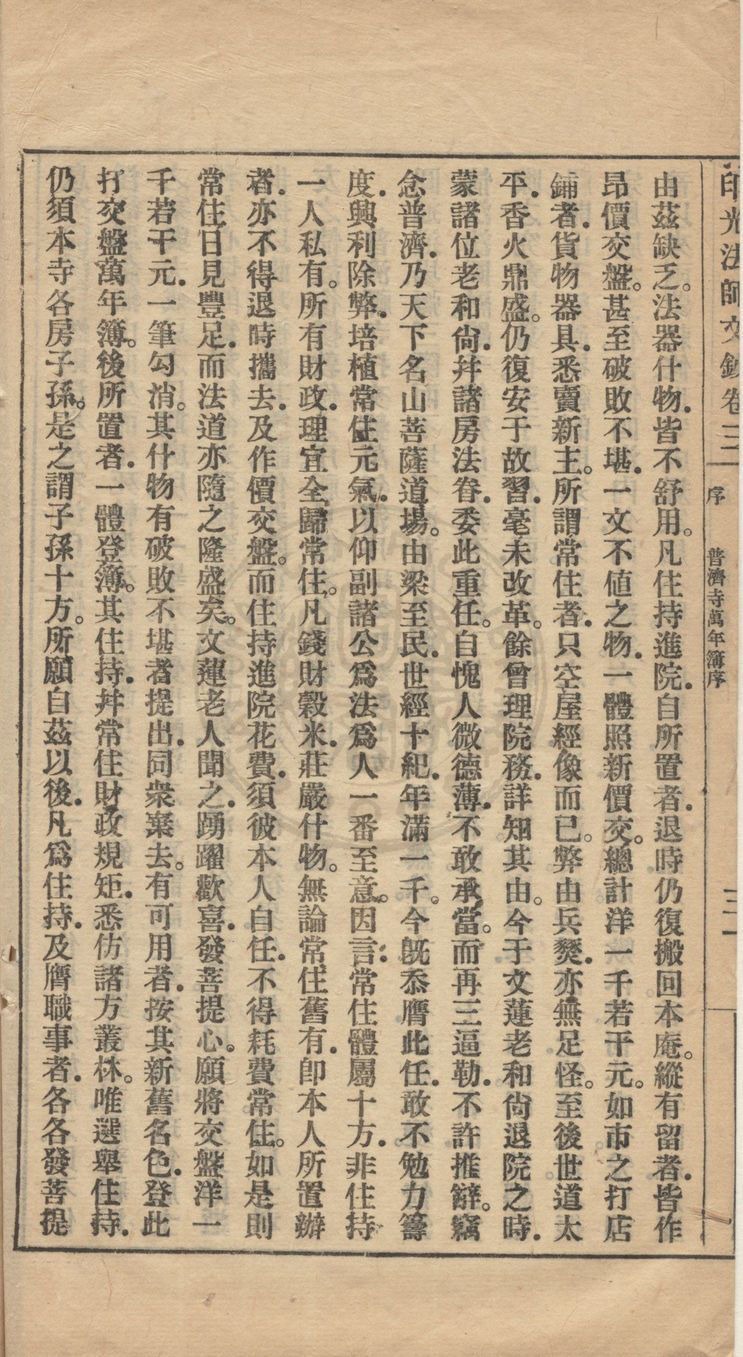 印光法師文鈔卷三 序 普濟寺萬年簿序
由茲缺乏。法器什物。皆不舒用。凡住持進院。自所置者。退時仍復搬回本庵。縱有留者。皆作
昂價交盤。甚至破敗不堪。一文不值之物。一體照新價交。總計洋一千若干元。如市之打店
鋪者。貨物器具。悉賣新主。所謂常住者。只空屋經像而已。弊由兵燹。亦無足怪。至後世道太
平。香火鼎盛。仍復安于故習。毫未改革。餘曾理院務。詳知其由。今于文蓮老和尙退院之時。
蒙諸位老和尙。幷諸房法眷。委此重任。自愧人微德薄。不敢承當。而再三逼勒。不許推辭。竊
念普濟。乃天下名山菩薩道場。由梁至民。世經十紀。年滿一千。今旣忝膺此任。敢不勉力籌
度。興利除弊。培植常住元氣。以仰副諸公爲法爲人一番至意。因言常住體屬十方。非住持
一人私有。所有財政。理宜全歸常住。凡錢財穀米。莊嚴什物。無論常住舊有。卽本人所置辦
者。亦不得退時攜去。及作價交盤。而住持進院花費。須彼本人自任。不得耗費常住。如是則
常住日見豐足。而法道亦隨之隆盛矣。文蓮老人聞之。踴躍歡喜。發菩提心。願將交盤洋一
千若干元。一筆勾消。其什物有破敗不堪者提出。同衆棄去。有可用者。按其新舊名色。登此
打交盤萬年簿。後所置者。一體登簿。其住持。幷常住財政規矩。悉仿諸方叢林。唯選舉住持。
仍須本寺各房子孫。是之謂子孫十方。所願自茲以後。凡爲住持。及膺職事者。各各發菩提